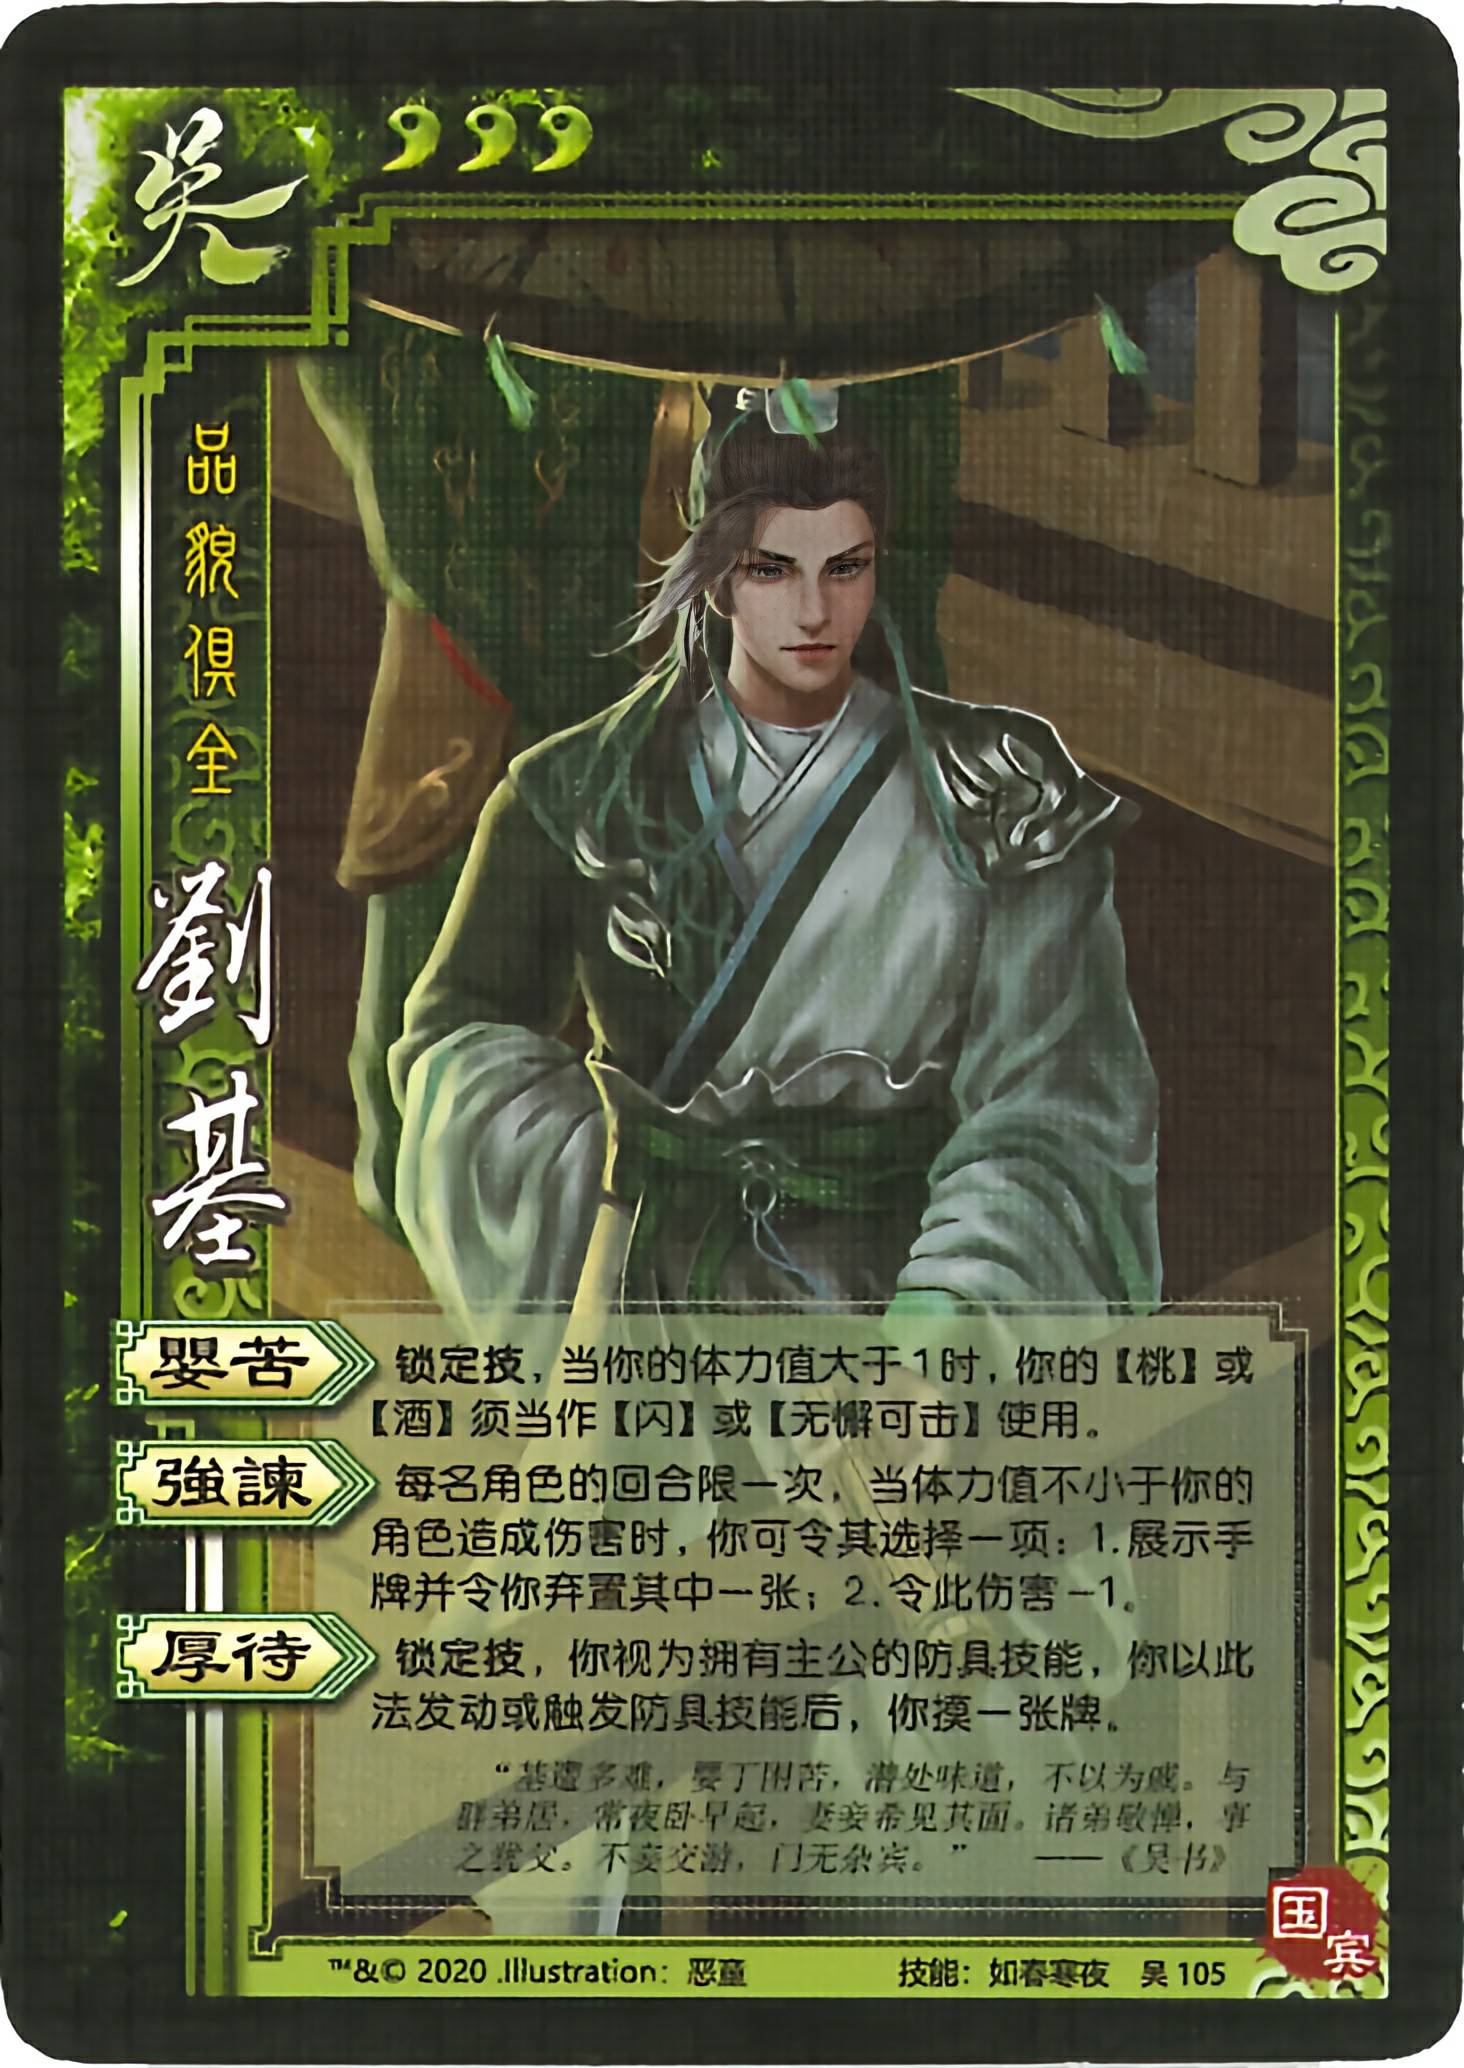 吳
品貌俱全
劉基
嬰苦
锁定技，当你的体力值大于1时，你的【桃】或
【酒】须当作【闪】或【无懈可击】使用。
強諫
每名角色的回合限一次，当体力值不小于你的
角色造成伤害时，你可令其选择一项：1.展示手
牌并令你弃置其中一张；2.令此伤害-1。
厚待
锁定技，你视为拥有主公的防具技能，你以此
法发动或触发防具技能后，你摸一张牌。
“基遭多难，婴丁困苦，潜处味道，不以为戚。与
群弟居，常夜卧早起，妻妾希见其面。诸弟敬惮，事
之犹父。不妄交游，门无杂宾。” ——《吴书》
国宾
™&© 2020 .Illustration：恶童 技能：如春寒夜 吴 105